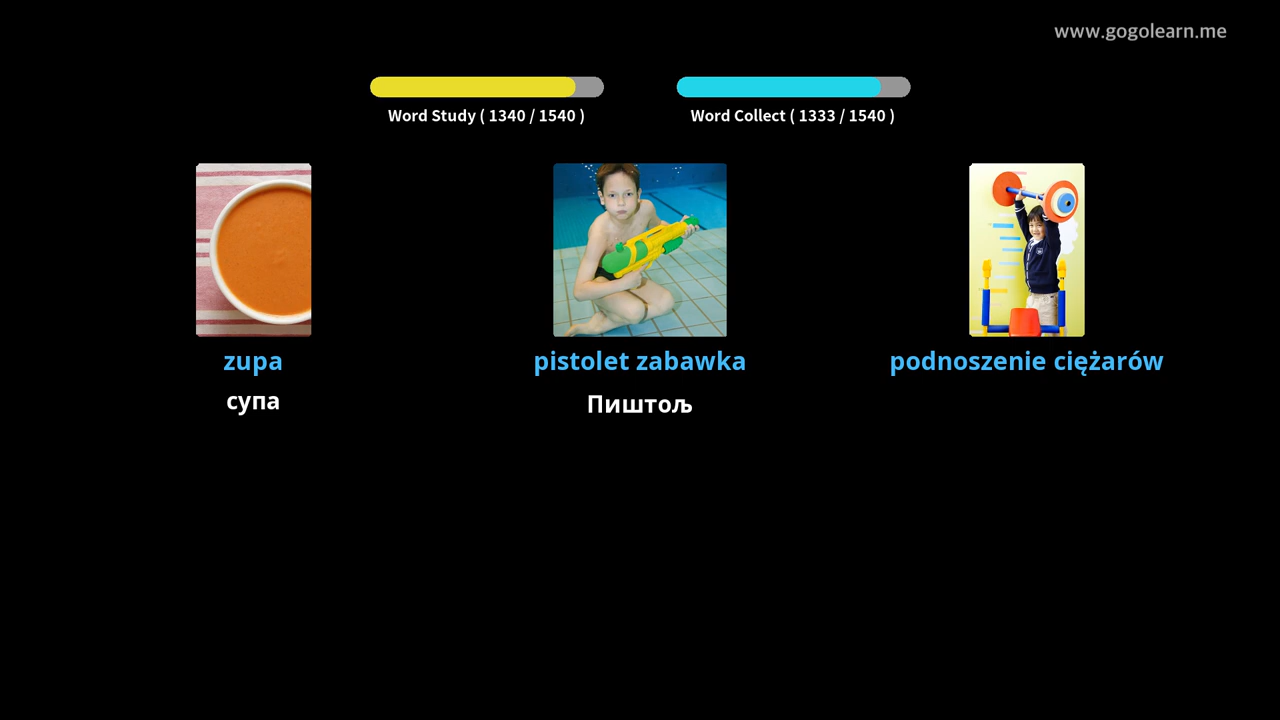 www.gogolearn.me
Word Study ( 1340 / 1540 )
Word Collect ( 1333 / 1540 )
zupa
pistolet zabawka
podnoszenie ciężarów
супа
Пиштољ